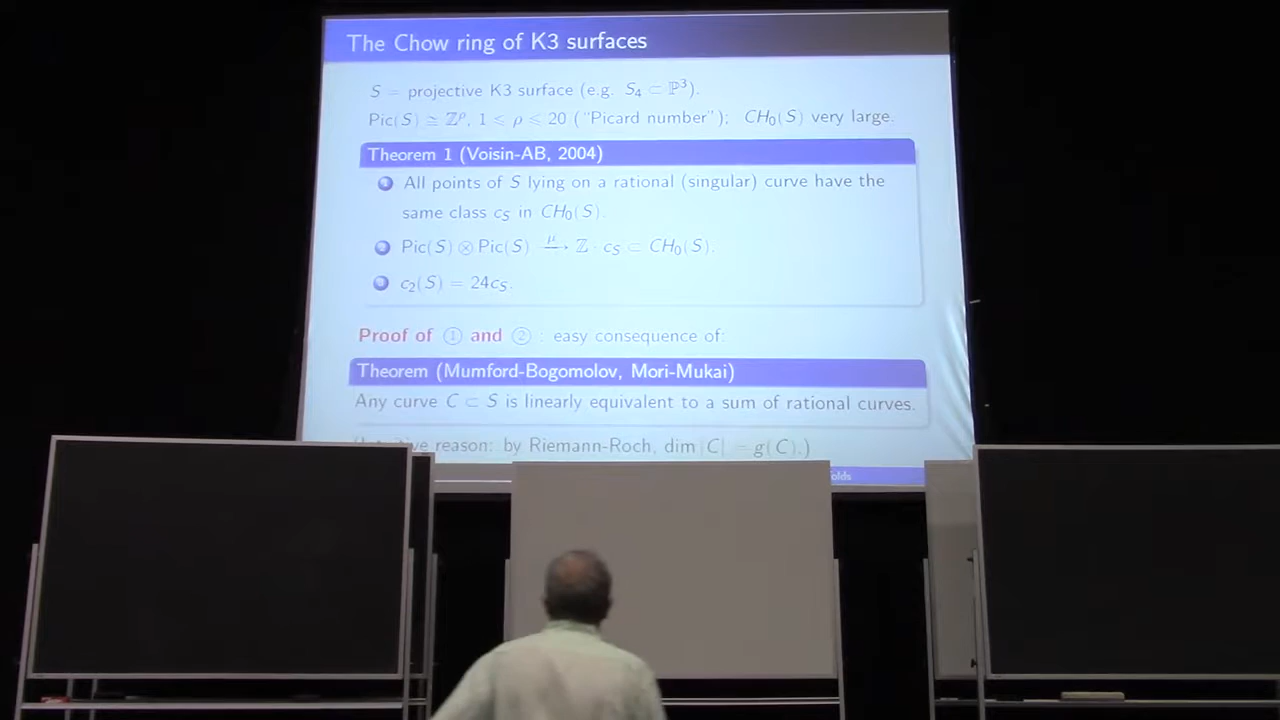 The Chow ring of K3 surfaces
S = projective K3 surface (e.g. S₄ ⊂ ℙ³).
Pic(S) ≃ ℤ^ρ, 1 ⩽ ρ ⩽ 20 ("Picard number"); CH₀(S) very large.
Theorem 1 (Voisin-AB, 2004)
1 All points of S lying on a rational (singular) curve have the
same class c_S in CH₀(S).
2 Pic(S) ⊗ Pic(S) —μ→ ℤ · c_S ⊂ CH₀(S).
3 c₂(S) = 24c_S.
Proof of ① and ② : easy consequence of:
Theorem (Mumford-Bogomolov, Mori-Mukai)
Any curve C ⊂ S is linearly equivalent to a sum of rational curves.
reason: by Riemann-Roch, dim |C| = g(C).)